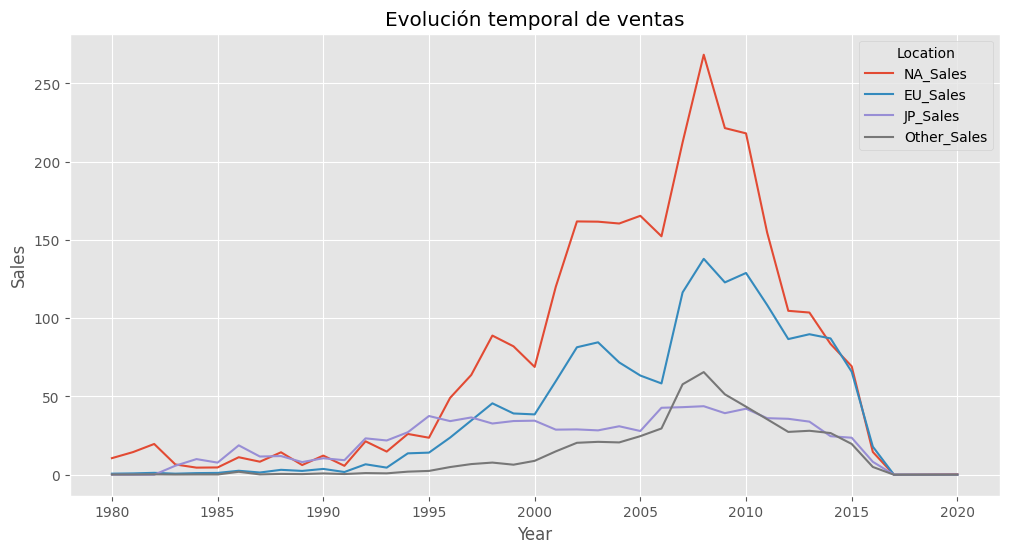 Evolución temporal de ventas
Location
NA_Sales
EU_Sales
JP_Sales
Other_Sales
250
200
150
100
50
0
Sales
1980 1985 1990 1995 2000 2005 2010 2015 2020
Year